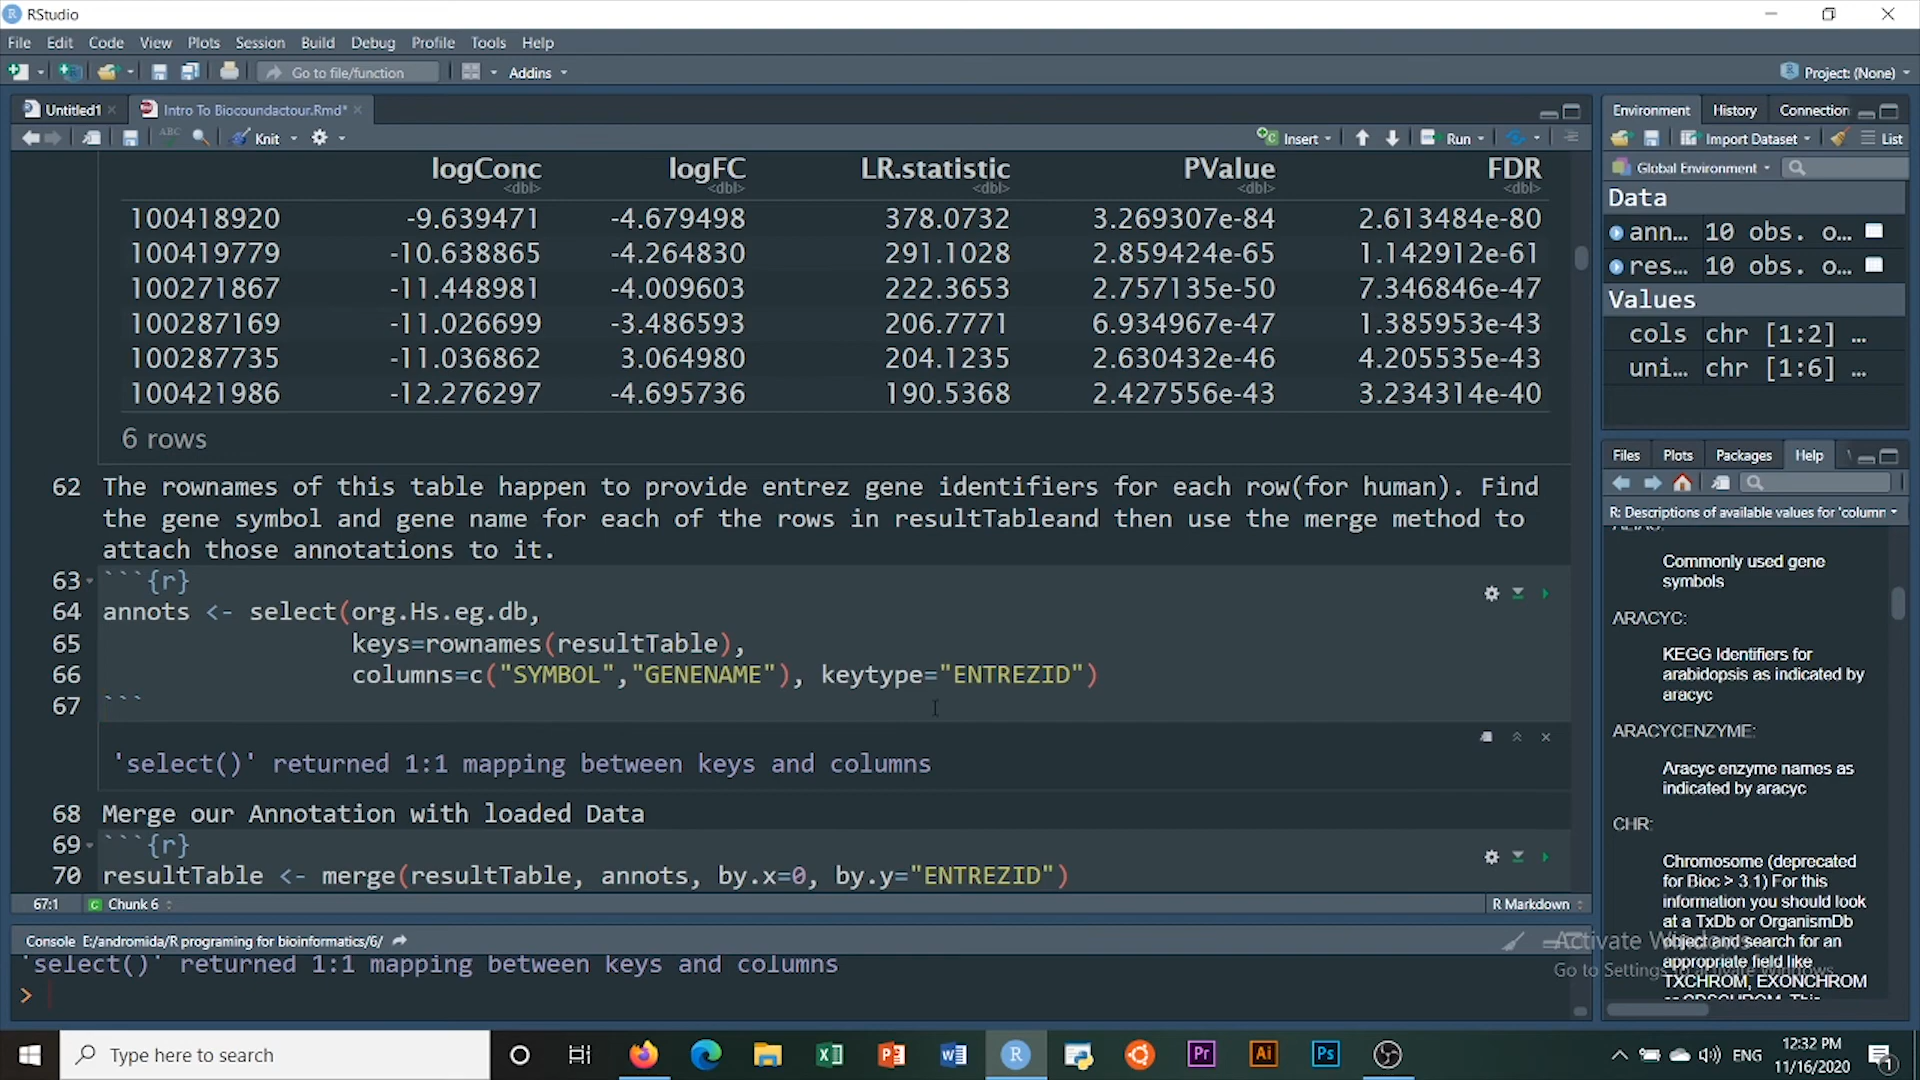 RStudio
File Edit Code View Plots Session Build Debug Profile Tools Help
Go to file/function Addins Project: (None)
Untitled1 Intro To Biocoundactour.Rmd*
ABC Knit Insert Run
logConc logFC LR.statistic PValue FDR
<dbl> <dbl> <dbl> <dbl> <dbl>
100418920 -9.639471 -4.679498 378.0732 3.269307e-84 2.613484e-80
100419779 -10.638865 -4.264830 291.1028 2.859424e-65 1.142912e-61
100271867 -11.448981 -4.009603 222.3653 2.757135e-50 7.346846e-47
100287169 -11.026699 -3.486593 206.7771 6.934967e-47 1.385953e-43
100287735 -11.036862 3.064980 204.1235 2.630432e-46 4.205535e-43
100421986 -12.276297 -4.695736 190.5368 2.427556e-43 3.234314e-40
6 rows
62 The rownames of this table happen to provide entrez gene identifiers for each row(for human). Find
the gene symbol and gene name for each of the rows in resultTableand then use the merge method to
attach those annotations to it.
63 ```{r}
64 annots <- select(org.Hs.eg.db,
65 keys=rownames(resultTable),
66 columns=c("SYMBOL","GENENAME"), keytype="ENTREZID")
67 ```
'select()' returned 1:1 mapping between keys and columns
68 Merge our Annotation with loaded Data
69 ```{r}
70 resultTable <- merge(resultTable, annots, by.x=0, by.y="ENTREZID")
67:1 Chunk 6 R Markdown
Console E:/andromida/R programing for bioinformatics/6/
'select()' returned 1:1 mapping between keys and columns
>
Environment History Connection
Import Dataset List
Global Environment
Data
ann... 10 obs. o...
res... 10 obs. o...
Values
cols chr [1:2] ...
uni... chr [1:6] ...
Files Plots Packages Help
R: Descriptions of available values for 'column
Commonly used gene
symbols
ARACYC:
KEGG Identifiers for
arabidopsis as indicated by
aracyc
ARACYCENZYME:
Aracyc enzyme names as
indicated by aracyc
CHR:
Chromosome (deprecated
for Bioc > 3.1) For this
information you should look
at a TxDb or OrganismDb
object and search for an
appropriate field like
TXCHROM, EXONCHROM
Activate Windows
Go to Settings to activate Windows.
Type here to search
Pr Ai Ps
ENG
12:32 PM
11/16/2020
1